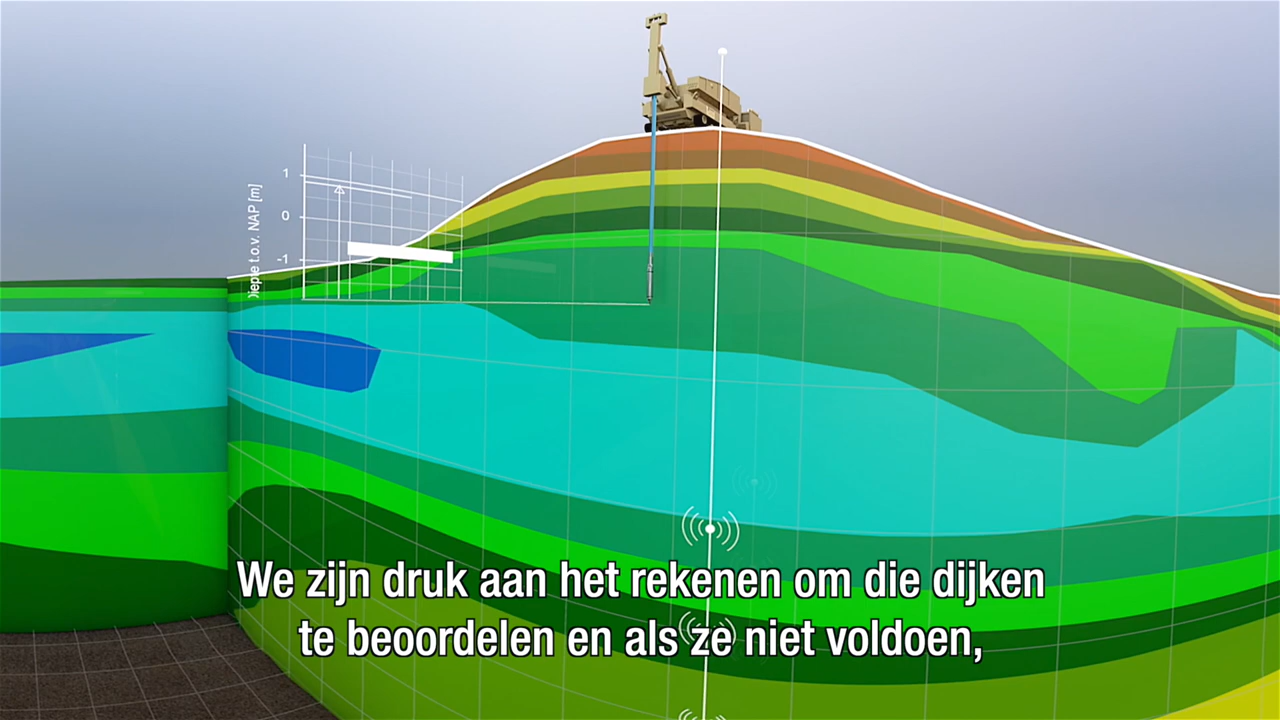 1
0
-1
t.o.v. NAP [m]
We zijn druk aan het rekenen om die dijken
te beoordelen en als ze niet voldoen,